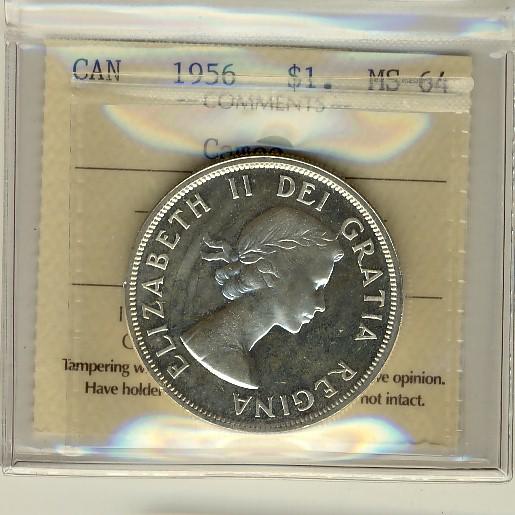 CAN 1956 $1. MS-64
COMMENTS
Cameo
ELIZABETH II DEI GRATIA REGINA
Tampering w ve opinion.
Have holder not intact.